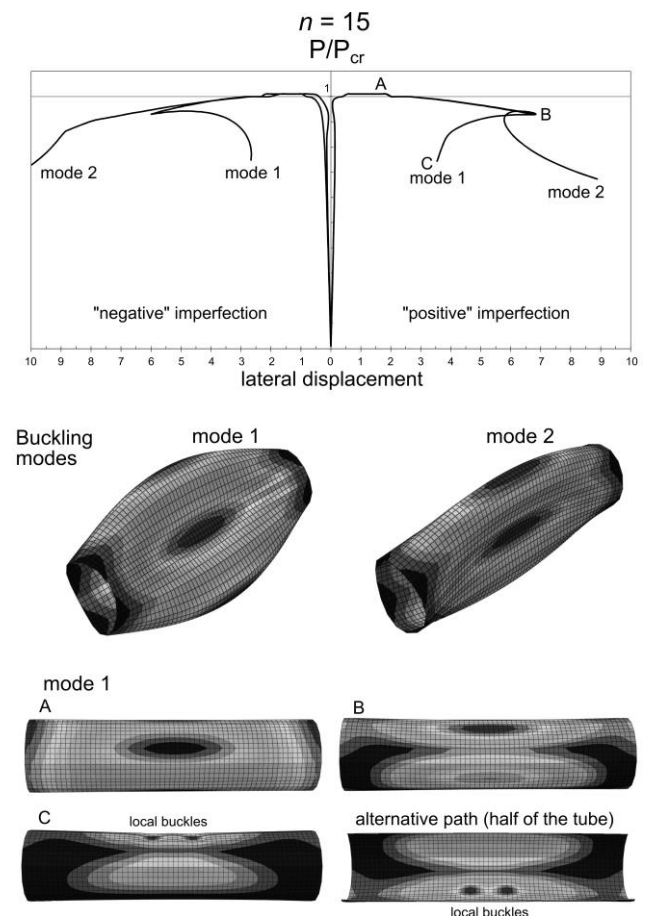 n = 15
P/Pcr
1
A
B
C
mode 2
mode 1
mode 1
mode 2
"negative" imperfection
"positive" imperfection
10 9 8 7 6 5 4 3 2 1 0 1 2 3 4 5 6 7 8 9 10
lateral displacement
Buckling
modes
mode 1
mode 2
mode 1
A
B
C
local buckles
alternative path (half of the tube)
local buckles